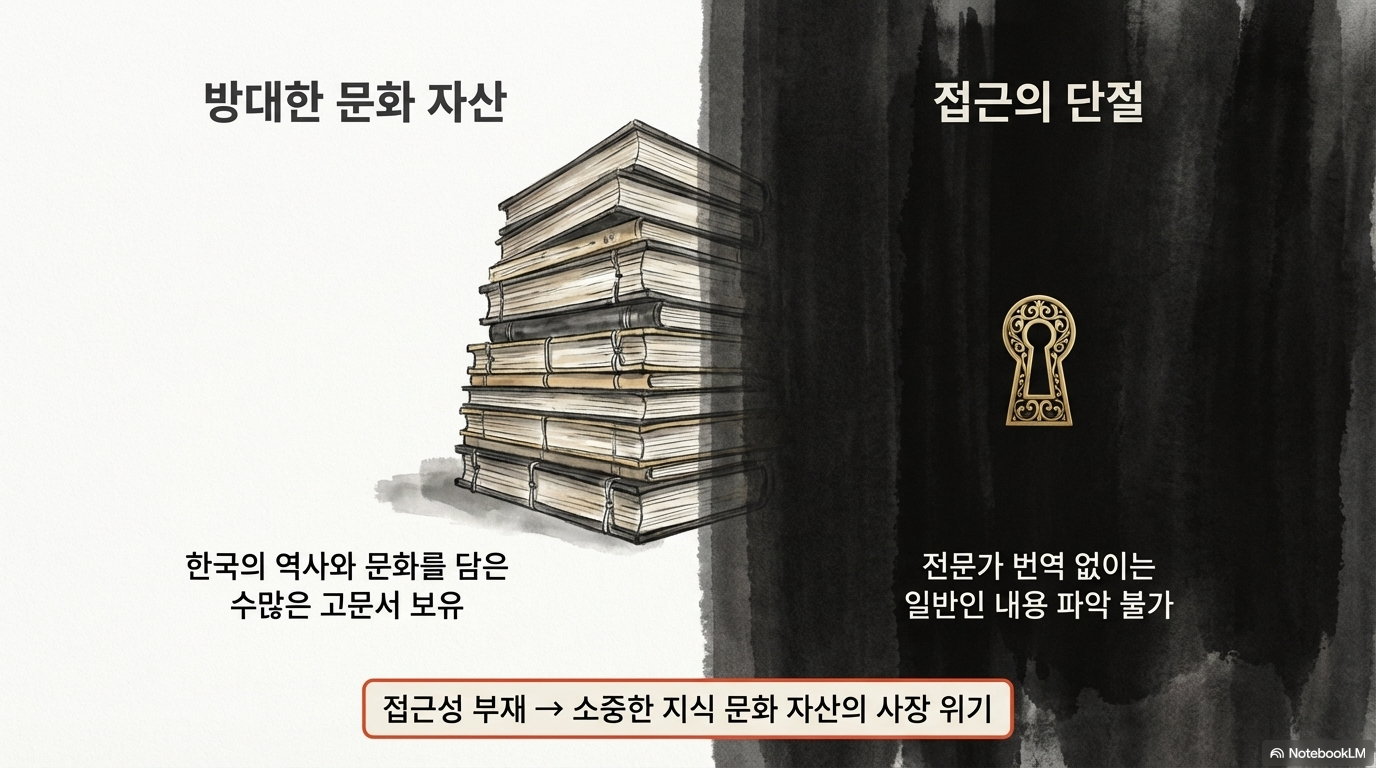 방대한 문화 자산
한국의 역사와 문화를 담은
수많은 고문서 보유
접근의 단절
전문가 번역 없이는
일반인 내용 파악 불가
접근성 부재 → 소중한 지식 문화 자산의 사장 위기
NotebookLM